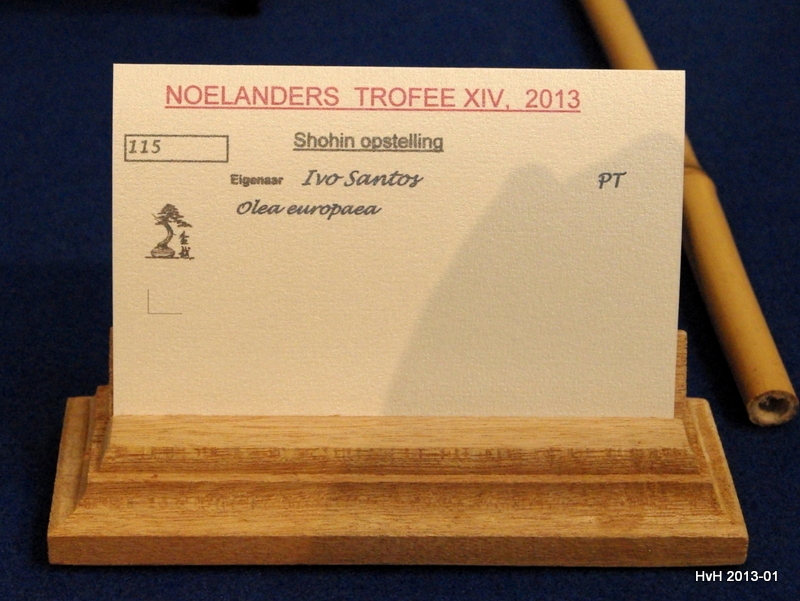 NOELANDERS TROFEE XIV, 2013
115
Shohin opstelling
Eigenaar Ivo Santos PT
Olea europaea
HvH 2013-01